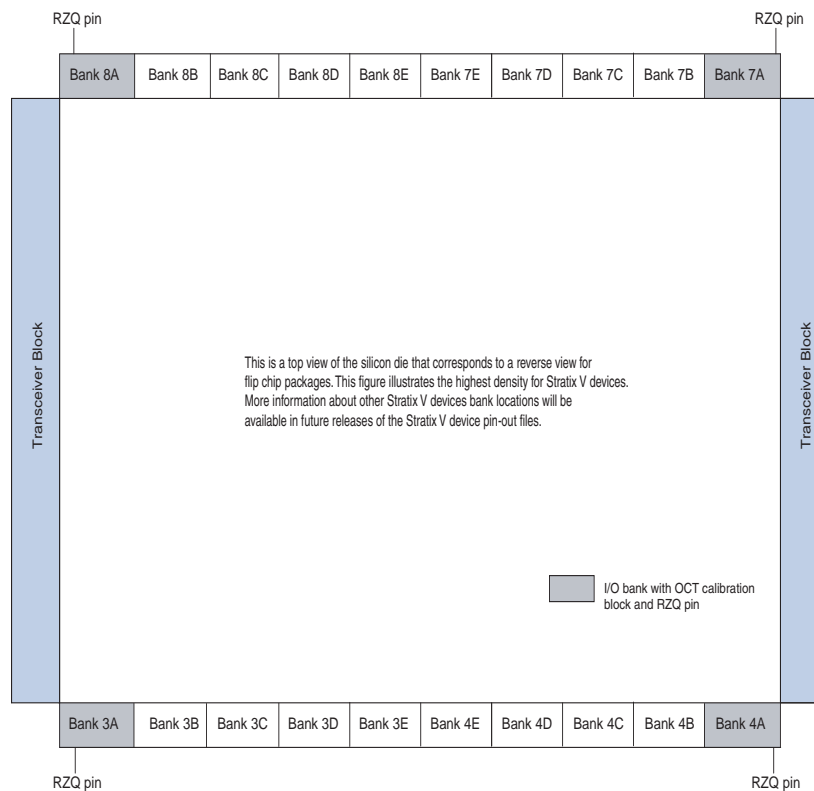 RZQ pin
RZQ pin
Bank 8A Bank 8B Bank 8C Bank 8D Bank 8E Bank 7E Bank 7D Bank 7C Bank 7B Bank 7A
Transceiver Block
Transceiver Block
This is a top view of the silicon die that corresponds to a reverse view for
flip chip packages. This figure illustrates the highest density for Stratix V devices.
More information about other Stratix V devices bank locations will be
available in future releases of the Stratix V device pin-out files.
I/O bank with OCT calibration
block and RZQ pin
Bank 3A Bank 3B Bank 3C Bank 3D Bank 3E Bank 4E Bank 4D Bank 4C Bank 4B Bank 4A
RZQ pin
RZQ pin